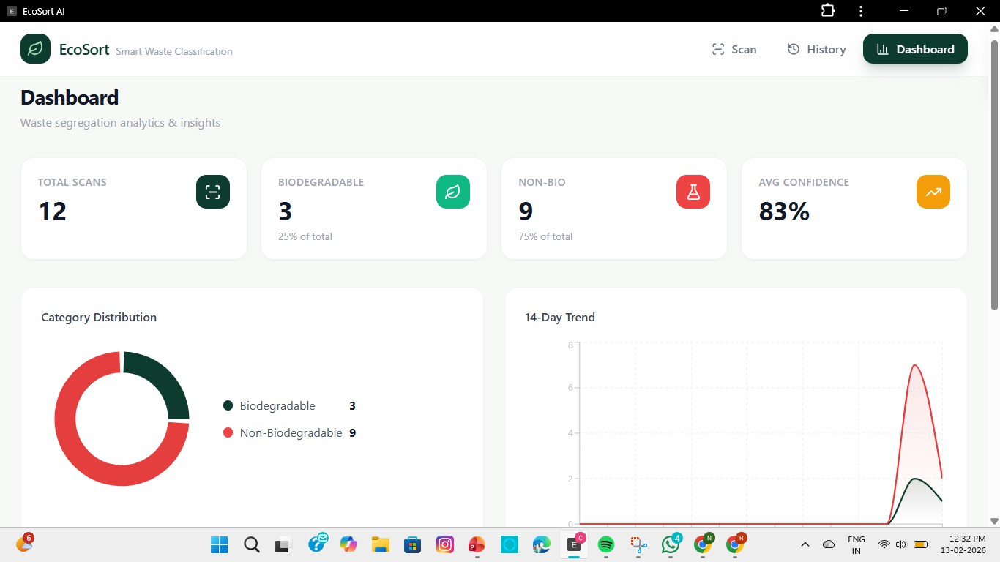 E EcoSort AI
EcoSort Smart Waste Classification
Scan
History
Dashboard
Dashboard
Waste segregation analytics & insights
TOTAL SCANS
12
BIODEGRADABLE
3
25% of total
NON-BIO
9
75% of total
AVG CONFIDENCE
83%
Category Distribution
Biodegradable 3
Non-Biodegradable 9
14-Day Trend
8
6
4
2
0
6
P
E
C
4
N
R
ENG
IN
12:32 PM
13-02-2026